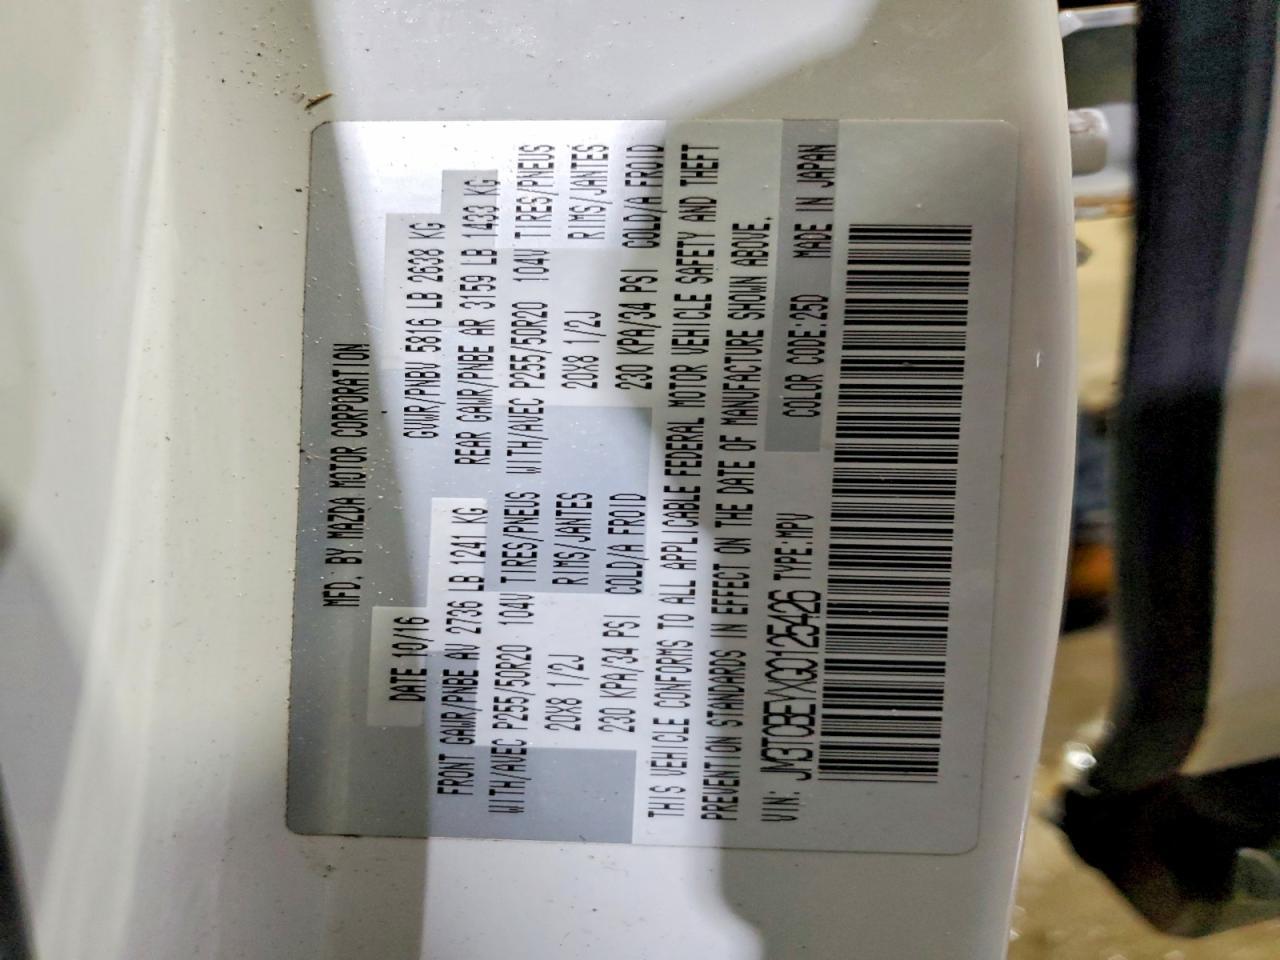 MFD. BY MAZDA MOTOR CORPORATION
DATE 10/16 GVWR/PNBV 5816 LB 2638 KG
FRONT GAWR/PNBE AV 2736 LB 1241 KG REAR GAWR/PNBE AR 3159 LB 1433 KG
WITH/AVEC P255/50R20 104V TIRES/PNEUS WITH/AVEC P255/50R20 104V TIRES/PNEUS
20X8 1/2J RIMS/JANTES 20X8 1/2J RIMS/JANTES
230 KPA/34 PSI COLD/A FROID 230 KPA/34 PSI COLD/A FROID
THIS VEHICLE CONFORMS TO ALL APPLICABLE FEDERAL MOTOR VEHICLE SAFETY AND THEFT
PREVENTION STANDARDS IN EFFECT ON THE DATE OF MANUFACTURE SHOWN ABOVE.
VIN: JM3TCBEYXG0125426 TYPE:MPV COLOR CODE:25D MADE IN JAPAN